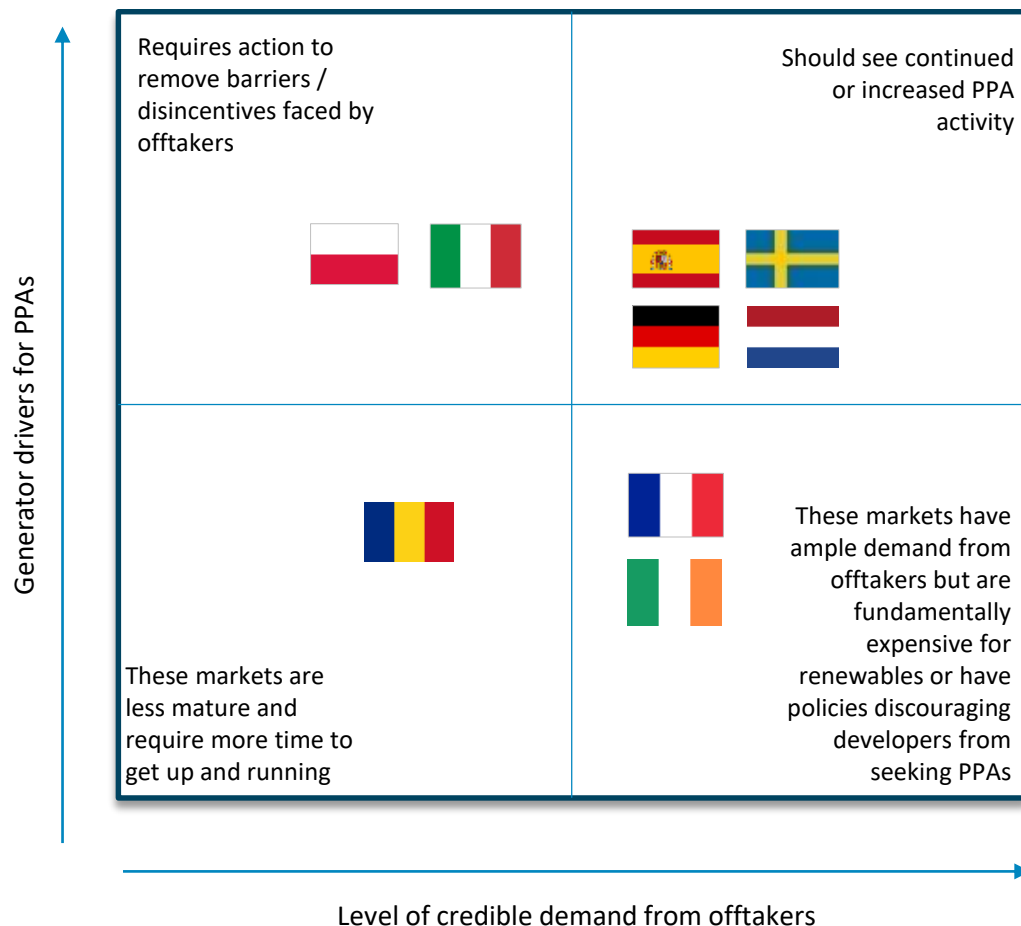 Requires action to
remove barriers /
disincentives faced by
offtakers
Should see continued
or increased PPA
activity
Generator drivers for PPAs
These markets are
less mature and
require more time to
get up and running
These markets have
ample demand from
offtakers but are
fundamentally
expensive for
renewables or have
policies discouraging
developers from
seeking PPAs
Level of credible demand from offtakers